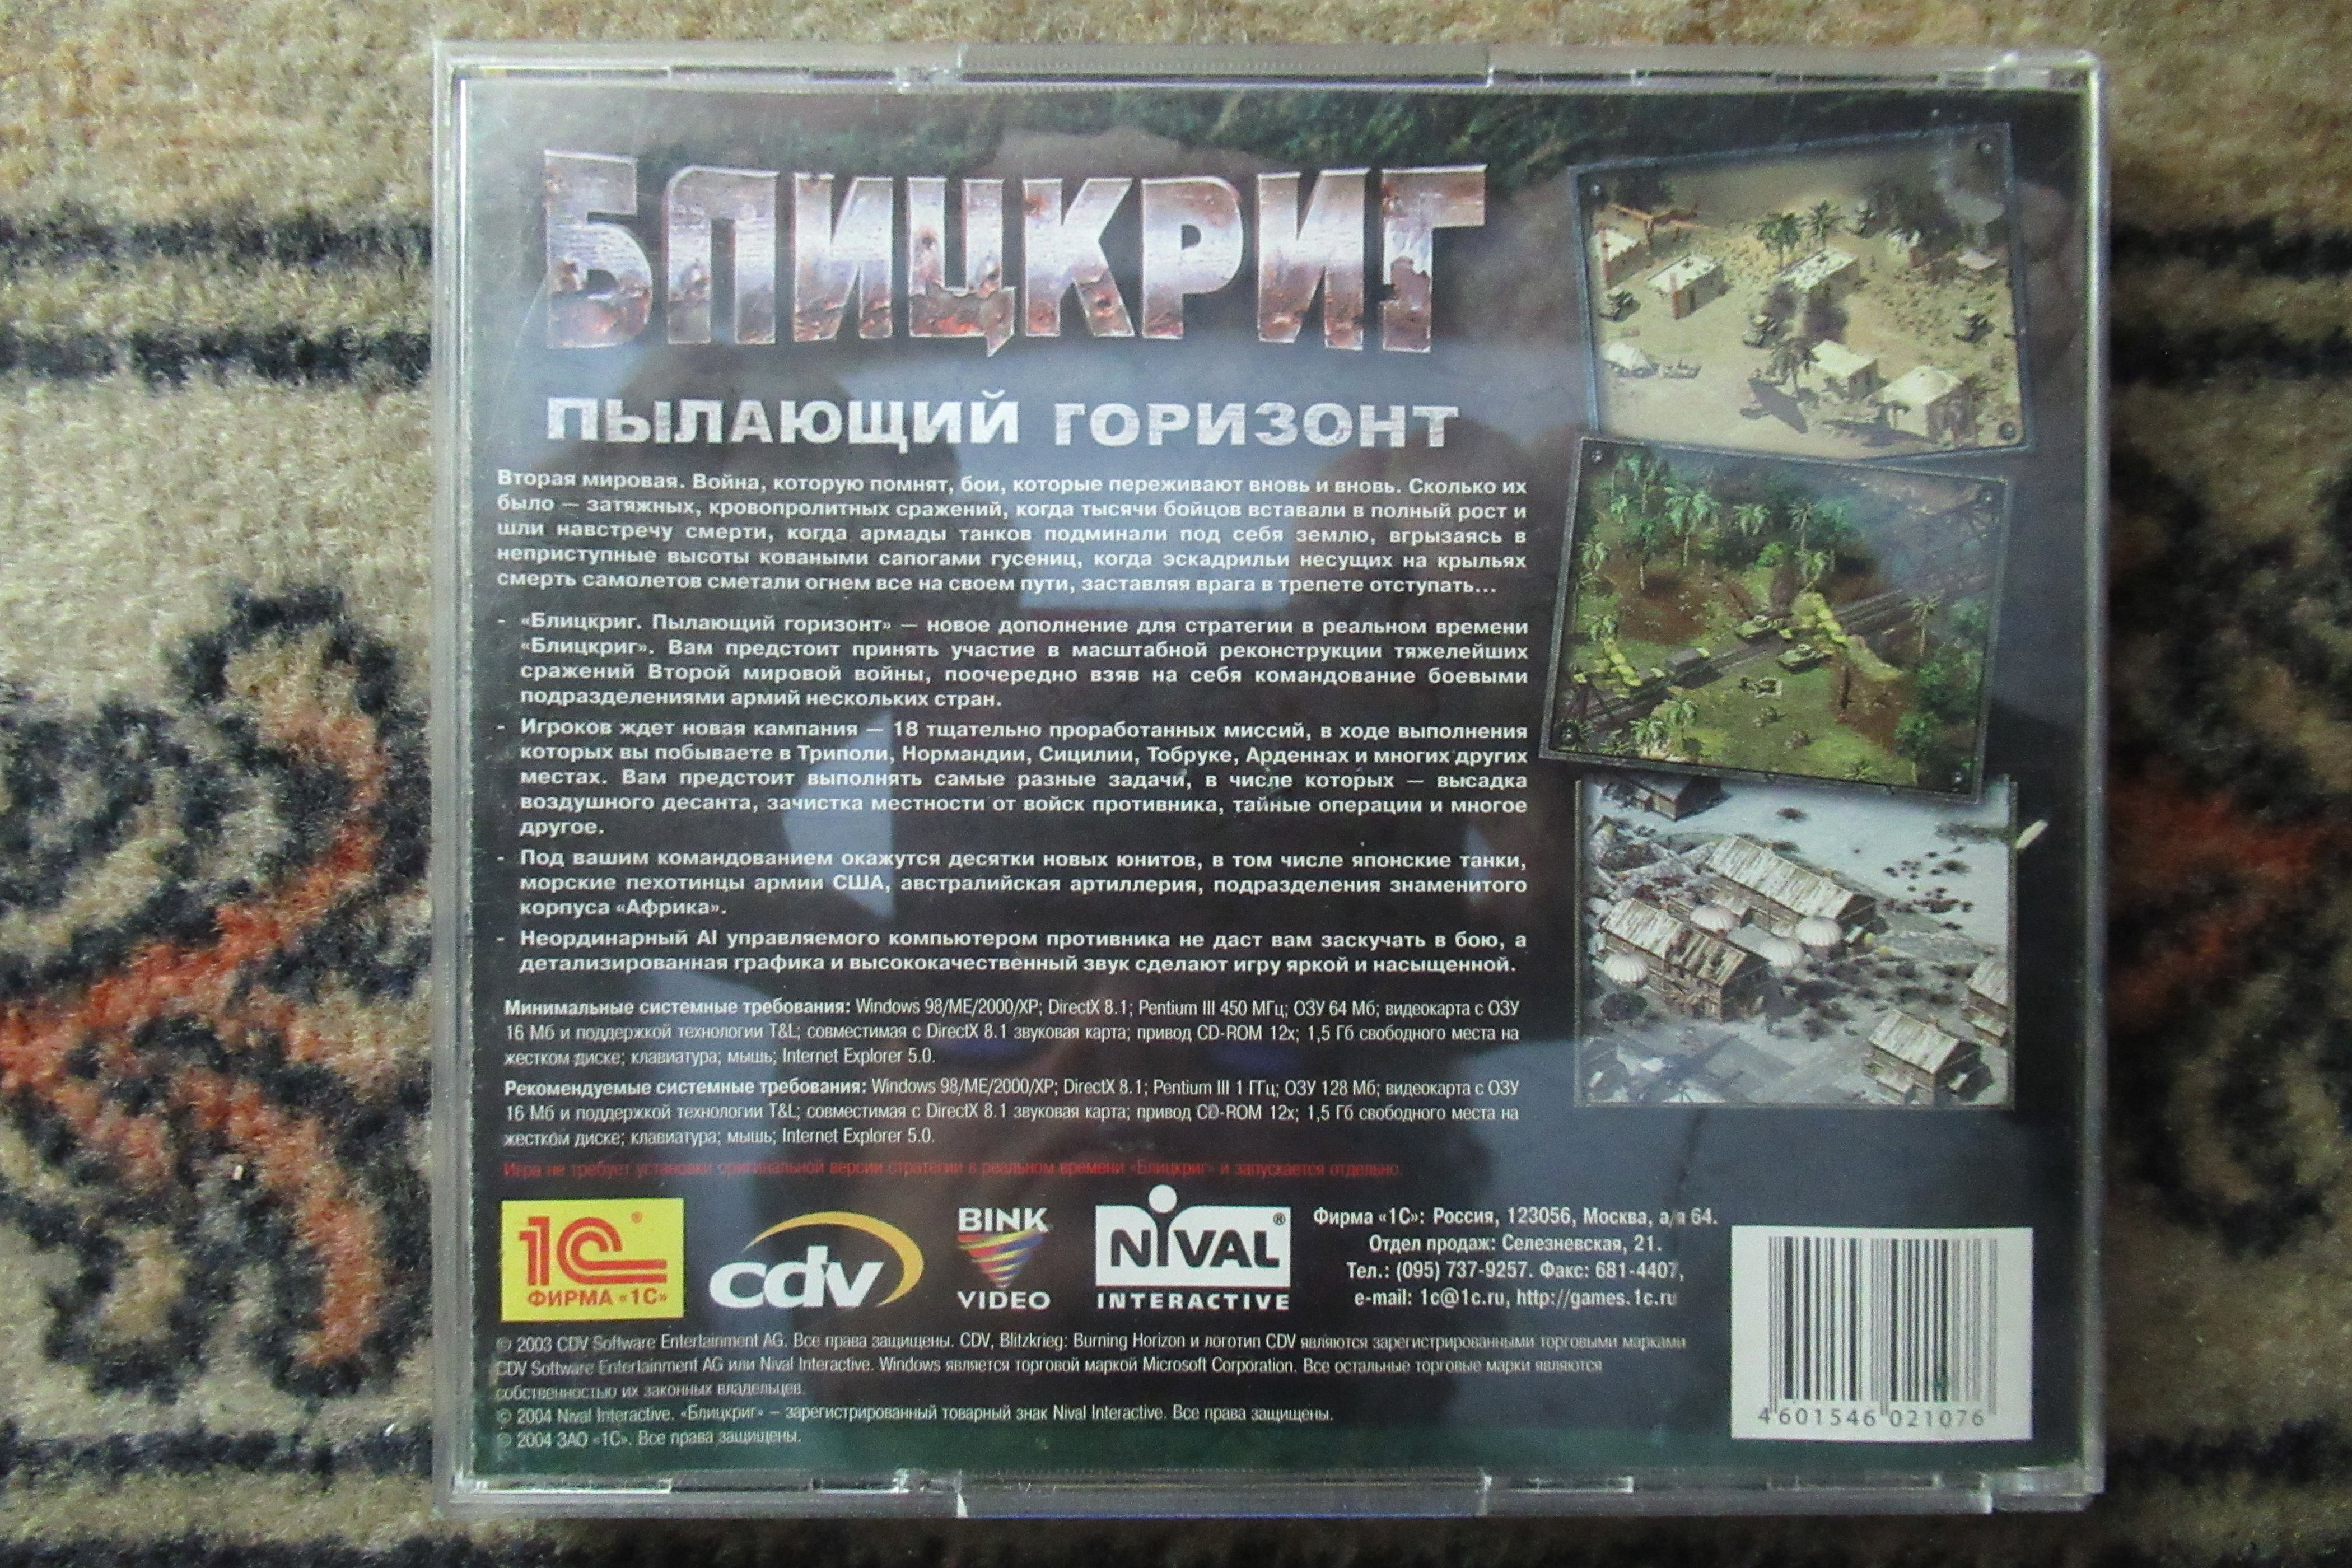 БЛИЦКРИГ
ПЫЛАЮЩИЙ ГОРИЗОНТ
Вторая мировая. Война, которую помнят, бои, которые переживают вновь и вновь. Сколько их
было — затяжных, кровопролитных сражений, когда тысячи бойцов вставали в полный рост и
шли навстречу смерти, когда армады танков подминали под себя землю, вгрызаясь в
неприступные высоты коваными сапогами гусениц, когда эскадрильи несущих на крыльях
смерть самолетов сметали огнем все на своем пути, заставляя врага в трепете отступать...
- «Блицкриг. Пылающий горизонт» — новое дополнение для стратегии в реальном времени
«Блицкриг». Вам предстоит принять участие в масштабной реконструкции тяжелейших
сражений Второй мировой войны, поочередно взяв на себя командование боевыми
подразделениями армий нескольких стран.
- Игроков ждет новая кампания — 18 тщательно проработанных миссий, в ходе выполнения
которых вы побываете в Триполи, Нормандии, Сицилии, Тобруке, Арденнах и многих других
местах. Вам предстоит выполнять самые разные задачи, в числе которых — высадка
воздушного десанта, зачистка местности от войск противника, тайные операции и многое
другое.
- Под вашим командованием окажутся десятки новых юнитов, в том числе японские танки,
морские пехотинцы армии США, австралийская артиллерия, подразделения знаменитого
корпуса «Африка».
- Неординарный AI управляемого компьютером противника не даст вам заскучать в бою, а
детализированная графика и высококачественный звук сделают игру яркой и насыщенной.
Минимальные системные требования: Windows 98/ME/2000/XP; DirectX 8.1; Pentium III 450 МГц; ОЗУ 64 Мб; видеокарта с ОЗУ
16 Мб и поддержкой технологии T&L; совместимая с DirectX 8.1 звуковая карта; привод CD-ROM 12x; 1,5 Гб свободного места на
жестком диске; клавиатура; мышь; Internet Explorer 5.0.
Рекомендуемые системные требования: Windows 98/ME/2000/XP; DirectX 8.1; Pentium III 1 ГГц; ОЗУ 128 Мб; видеокарта с ОЗУ
16 Мб и поддержкой технологии T&L; совместимая с DirectX 8.1 звуковая карта; привод CD-ROM 12x; 1,5 Гб свободного места на
жестком диске; клавиатура; мышь; Internet Explorer 5.0.
Игра не требует установки оригинальной версии стратегии в реальном времени «Блицкриг» и запускается отдельно.
1С®
ФИРМА «1С»
cdv
BINK
VIDEO
NIVAL®
INTERACTIVE
Фирма «1С»: Россия, 123056, Москва, а/я 64.
Отдел продаж: Селезневская, 21.
Тел.: (095) 737-9257. Факс: 681-4407,
e-mail: 1c@1c.ru, http://games.1c.ru
© 2003 CDV Software Entertainment AG. Все права защищены. CDV, Blitzkrieg: Burning Horizon и логотип CDV являются зарегистрированными торговыми марками
CDV Software Entertainment AG или Nival Interactive. Windows является торговой маркой Microsoft Corporation. Все остальные торговые марки являются
собственностью их законных владельцев.
© 2004 Nival Interactive. «Блицкриг» — зарегистрированный товарный знак Nival Interactive. Все права защищены.
© 2004 ЗАО «1С». Все права защищены.
4 601546 021076